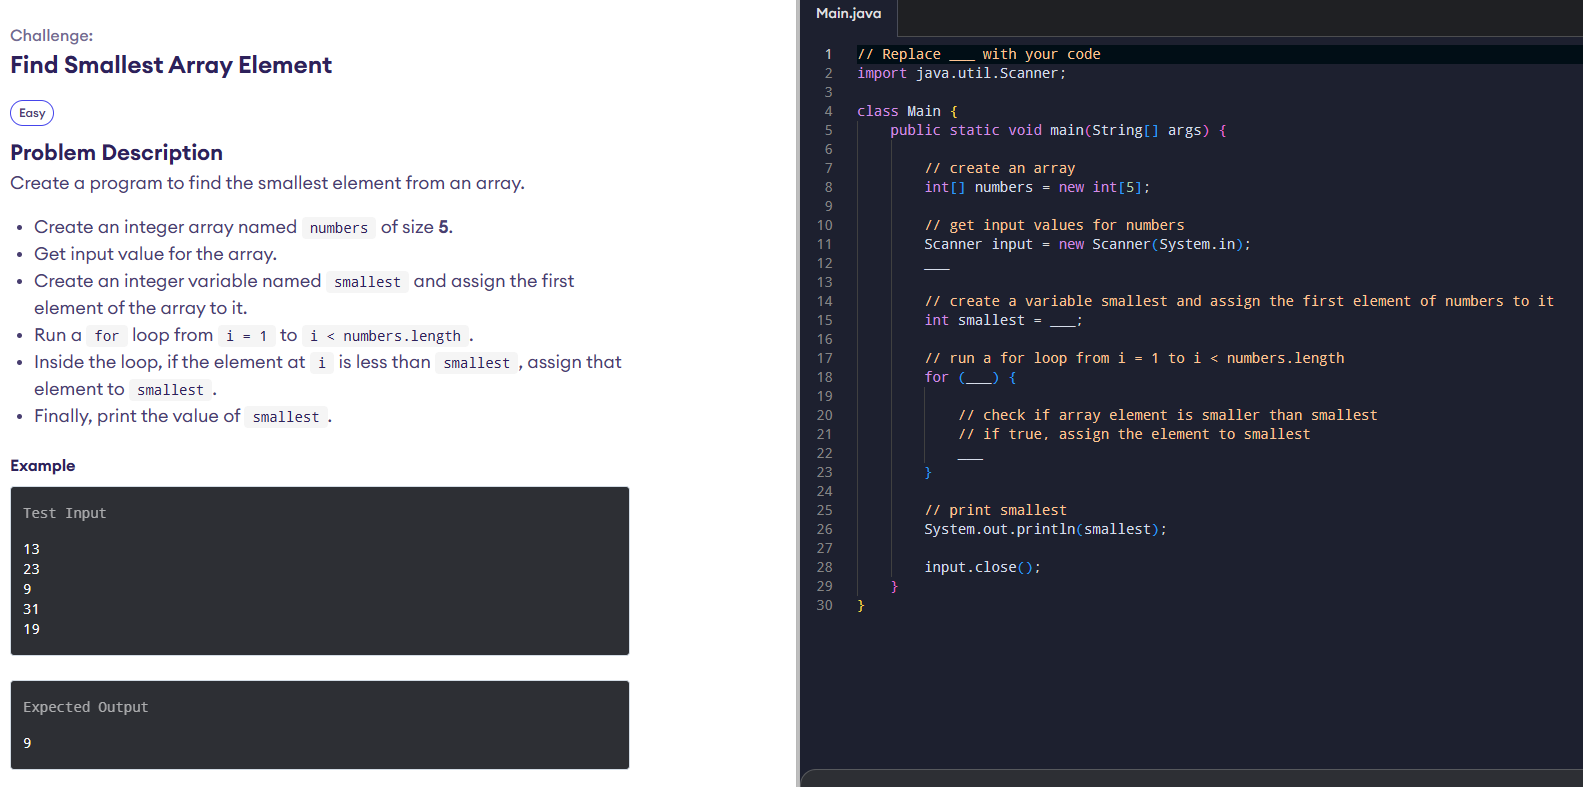 Challenge:
Find Smallest Array Element
Easy
Problem Description
Create a program to find the smallest element from an array.
• Create an integer array named numbers of size 5.
• Get input value for the array.
• Create an integer variable named smallest and assign the first
element of the array to it.
• Run a for loop from i = 1 to i < numbers.length .
• Inside the loop, if the element at i is less than smallest , assign that
element to smallest .
• Finally, print the value of smallest .
Example
Test Input
13
23
9
31
19
Expected Output
9
Main.java
1 // Replace ___ with your code
2 import java.util.Scanner;
3
4 class Main {
5     public static void main(String[] args) {
6
7         // create an array
8         int[] numbers = new int[5];
9
10         // get input values for numbers
11         Scanner input = new Scanner(System.in);
12         ___
13
14         // create a variable smallest and assign the first element of numbers to it
15         int smallest = ___;
16
17         // run a for loop from i = 1 to i < numbers.length
18         for (___) {
19
20             // check if array element is smaller than smallest
21             // if true, assign the element to smallest
22             ___
23         }
24
25         // print smallest
26         System.out.println(smallest);
27
28         input.close();
29     }
30 }